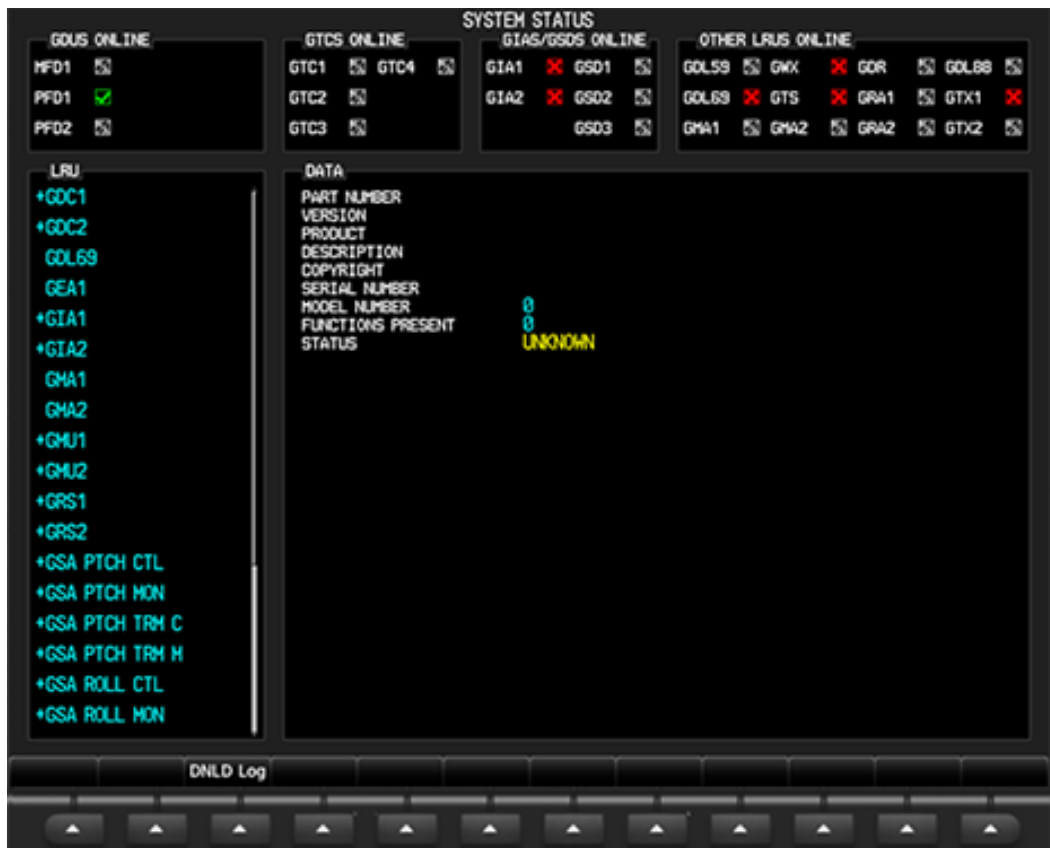 SYSTEM STATUS
GDUS ONLINE
MFD1
PFD1
PFD2
GTCS ONLINE
GTC1 GTC4
GTC2
GTC3
GIAS/GSDS ONLINE
GIA1 GSD1
GIA2 GSD2
GSD3
OTHER LRUS ONLINE
GDL59 GWX GDR GDL88
GDL69 GTS GRA1 GTX1
GMA1 GMA2 GRA2 GTX2
LRU
+GDC1
+GDC2
GDL69
GEA1
+GIA1
+GIA2
GMA1
GMA2
+GMU1
+GMU2
+GRS1
+GRS2
+GSA PTCH CTL
+GSA PTCH MON
+GSA PTCH TRM C
+GSA PTCH TRM M
+GSA ROLL CTL
+GSA ROLL MON
DATA
PART NUMBER
VERSION
PRODUCT
DESCRIPTION
COPYRIGHT
SERIAL NUMBER
MODEL NUMBER 0
FUNCTIONS PRESENT 0
STATUS UNKNOWN
DNLD Log